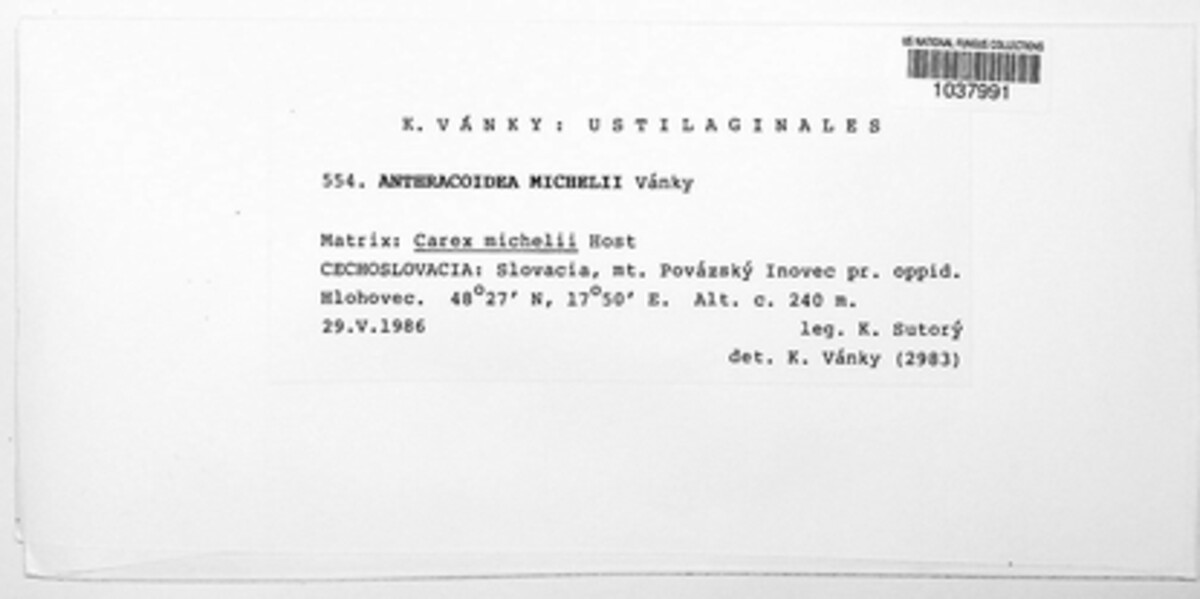 US NATIONAL FUNGUS COLLECTIONS
1037991
K. VÁNKY: USTILAGINALES
554. ANTHRACOIDEA MICHELII Vánky
Matrix: Carex michelii Host
CECHOSLOVACIA: Slovacia, mt. Povázský Inovec pr. oppid.
Hlohovec. 48°27' N, 17°50' E. Alt. c. 240 m.
29.V.1986 leg. K. Sutorý
det. K. Vánky (2983)